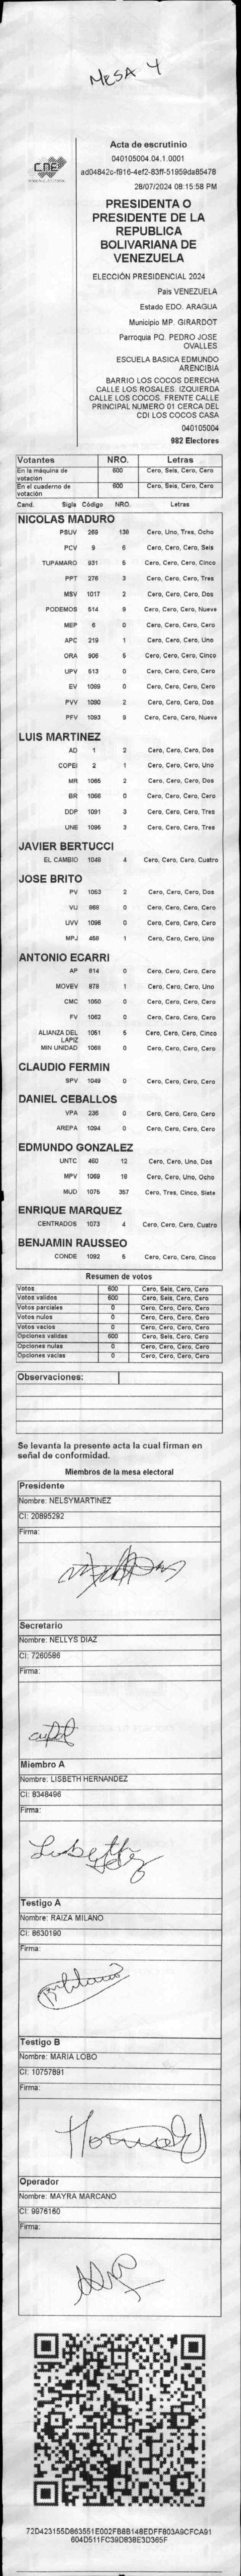 MESA 4
CNE
Acta de escrutinio
040105004.04.1.0001
ad04842c-f916-4ef2-83ff-51959da85478
28/07/2024 08:15:58 PM
PRESIDENTA O
PRESIDENTE DE LA
REPUBLICA
BOLIVARIANA DE
VENEZUELA
ELECCIÓN PRESIDENCIAL 2024
Pais VENEZUELA
Estado EDO. ARAGUA
Municipio MP. GIRARDOT
Parroquia PQ. PEDRO JOSE
OVALLES
ESCUELA BASICA EDMUNDO
ARENCIBIA
BARRIO LOS COCOS DERECHA
CALLE LOS ROSALES. IZQUIERDA
CALLE LOS COCOS. FRENTE CALLE
PRINCIPAL NUMERO 01 CERCA DEL
CDI LOS COCOS CASA
040105004
982 Electores
Votantes NRO. Letras
En la máquina de votación 600 Cero, Seis, Cero, Cero
En el cuaderno de votación 600 Cero, Seis, Cero, Cero
Cand. Sigla Código NRO. Letras
NICOLAS MADURO
PSUV 269 138 Cero, Uno, Tres, Ocho
PCV 9 6 Cero, Cero, Cero, Seis
TUPAMARO 931 5 Cero, Cero, Cero, Cinco
PPT 276 3 Cero, Cero, Cero, Tres
MSV 1017 2 Cero, Cero, Cero, Dos
PODEMOS 514 9 Cero, Cero, Cero, Nueve
MEP 6 0 Cero, Cero, Cero, Cero
APC 219 1 Cero, Cero, Cero, Uno
ORA 906 5 Cero, Cero, Cero, Cinco
UPV 513 0 Cero, Cero, Cero, Cero
EV 1089 0 Cero, Cero, Cero, Cero
PVV 1090 2 Cero, Cero, Cero, Dos
PFV 1093 9 Cero, Cero, Cero, Nueve
LUIS MARTINEZ
AD 1 2 Cero, Cero, Cero, Dos
COPEI 2 1 Cero, Cero, Cero, Uno
MR 1065 2 Cero, Cero, Cero, Dos
BR 1066 0 Cero, Cero, Cero, Cero
DDP 1091 3 Cero, Cero, Cero, Tres
UNE 1095 3 Cero, Cero, Cero, Tres
JAVIER BERTUCCI
EL CAMBIO 1048 4 Cero, Cero, Cero, Cuatro
JOSE BRITO
PV 1053 2 Cero, Cero, Cero, Dos
VU 868 0 Cero, Cero, Cero, Cero
UVV 1096 0 Cero, Cero, Cero, Cero
MPJ 458 1 Cero, Cero, Cero, Uno
ANTONIO ECARRI
AP 814 0 Cero, Cero, Cero, Cero
MOVEV 878 1 Cero, Cero, Cero, Uno
CMC 1050 0 Cero, Cero, Cero, Cero
FV 1062 0 Cero, Cero, Cero, Cero
ALIANZA DEL LAPIZ 1051 5 Cero, Cero, Cero, Cinco
MIN UNIDAD 1068 0 Cero, Cero, Cero, Cero
CLAUDIO FERMIN
SPV 1049 0 Cero, Cero, Cero, Cero
DANIEL CEBALLOS
VPA 236 0 Cero, Cero, Cero, Cero
AREPA 1094 0 Cero, Cero, Cero, Cero
EDMUNDO GONZALEZ
UNTC 460 12 Cero, Cero, Uno, Dos
MPV 1069 18 Cero, Cero, Uno, Ocho
MUD 1075 357 Cero, Tres, Cinco, Siete
ENRIQUE MARQUEZ
CENTRADOS 1073 4 Cero, Cero, Cero, Cuatro
BENJAMIN RAUSSEO
CONDE 1092 5 Cero, Cero, Cero, Cinco
Resumen de votos
Votos 600 Cero, Seis, Cero, Cero
Votos validos 600 Cero, Seis, Cero, Cero
Votos parciales 0 Cero, Cero, Cero, Cero
Votos nulos 0 Cero, Cero, Cero, Cero
Votos vacios 0 Cero, Cero, Cero, Cero
Opciones validas 600 Cero, Seis, Cero, Cero
Opciones nulas 0 Cero, Cero, Cero, Cero
Opciones vacias 0 Cero, Cero, Cero, Cero
Observaciones:
Se levanta la presente acta la cual firman en
señal de conformidad.
Miembros de la mesa electoral
Presidente
Nombre: NELSYMARTINEZ
CI: 20895292
Firma:
Secretario
Nombre: NELLYS DIAZ
CI: 7260586
Firma:
Miembro A
Nombre: LISBETH HERNANDEZ
CI: 8348496
Firma:
Testigo A
Nombre: RAIZA MILANO
CI: 8630190
Firma:
Testigo B
Nombre: MARIA LOBO
CI: 10757891
Firma:
Operador
Nombre: MAYRA MARCANO
CI: 9976160
Firma:
72D423155D863551E002FB8B148EDFF803A9CFCA91
604D511FC39D838E3D365F